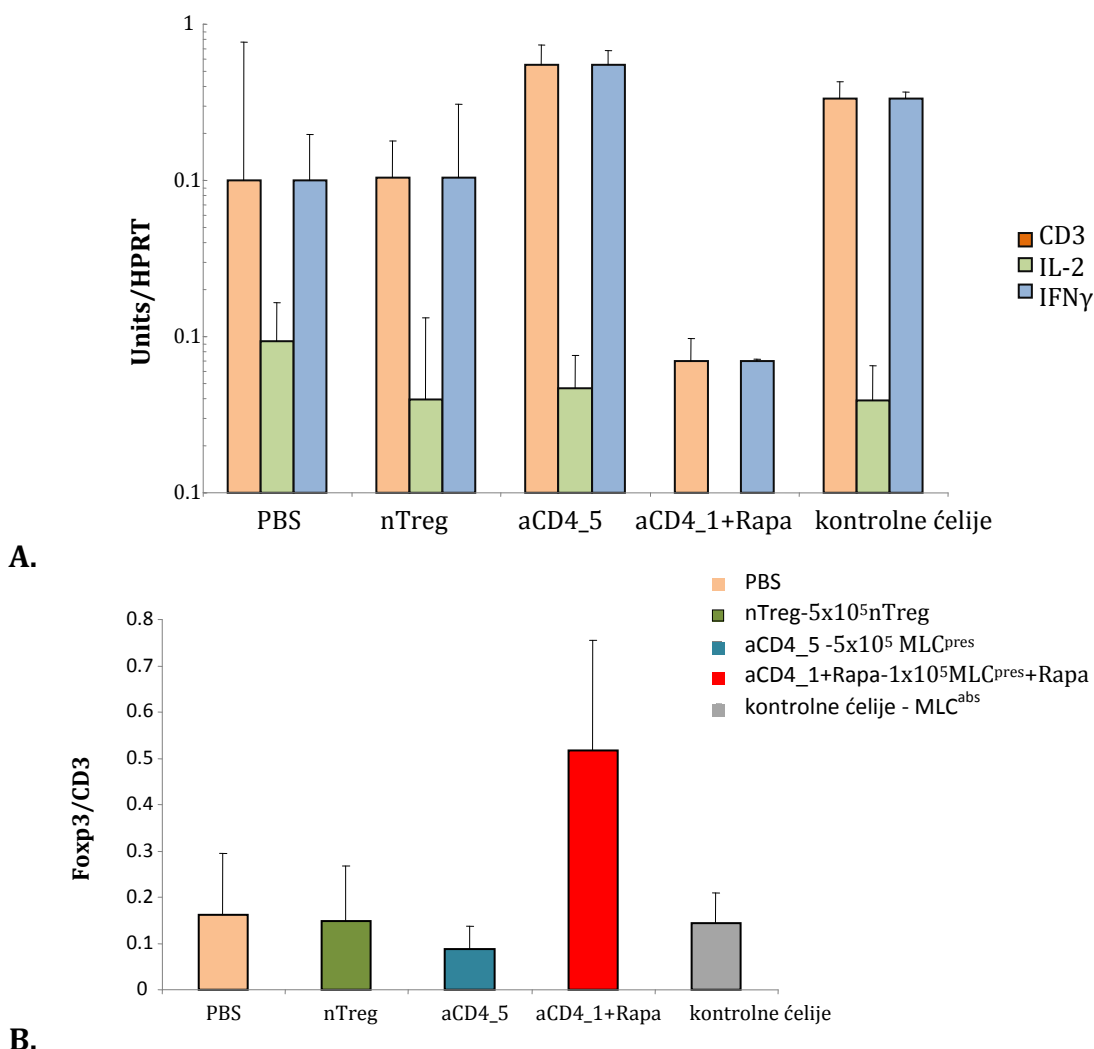 1
0.1
0.1
0.1
Units/HPRT
CD3
IL-2
IFNγ
PBS nTreg aCD4_5 aCD4_1+Rapa kontrolne ćelije
A.
PBS
nTreg-5x10⁵nTreg
aCD4_5 -5x10⁵ MLCᵖʳᵉˢ
aCD4_1+Rapa-1x10⁵MLCᵖʳᵉˢ+Rapa
kontrolne ćelije - MLCᵃᵇˢ
0.8
0.7
0.6
0.5
0.4
0.3
0.2
0.1
0
Foxp3/CD3
PBS nTreg aCD4_5 aCD4_1+Rapa kontrolne ćelije
B.